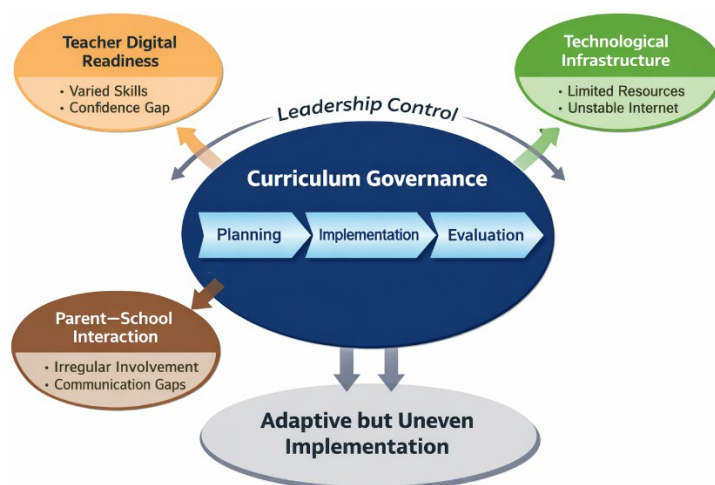 Teacher Digital
Readiness
• Varied Skills
• Confidence Gap
Technological
Infrastructure
• Limited Resources
• Unstable Internet
Leadership Control
Curriculum Governance
Planning
Implementation
Evaluation
Parent—School
Interaction
• Irregular Involvement
• Communication Gaps
Adaptive but Uneven
Implementation